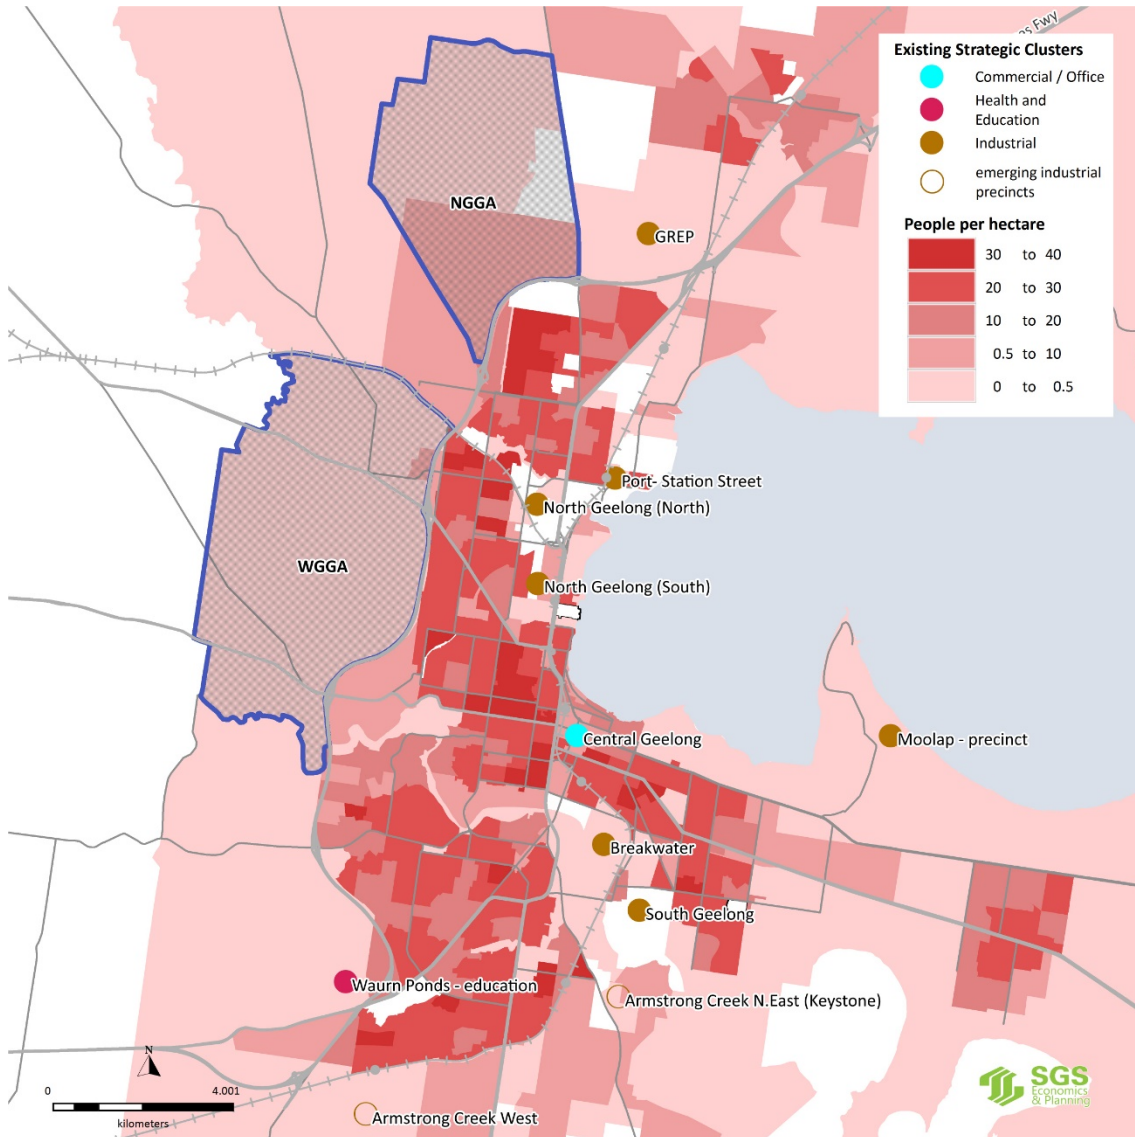 es Fwy
Existing Strategic Clusters
Commercial / Office
Health and
Education
Industrial
emerging industrial
precincts
People per hectare
30 to 40
20 to 30
10 to 20
0.5 to 10
0 to 0.5
NGGA
GREP
Port- Station Street
North Geelong (North)
WGGA
North Geelong (South)
Central Geelong
Moolap - precinct
Breakwater
South Geelong
Waurn Ponds - education
Armstrong Creek N.East (Keystone)
N
0 4.001
kilometers
Armstrong Creek West
SGS
Economics
& Planning